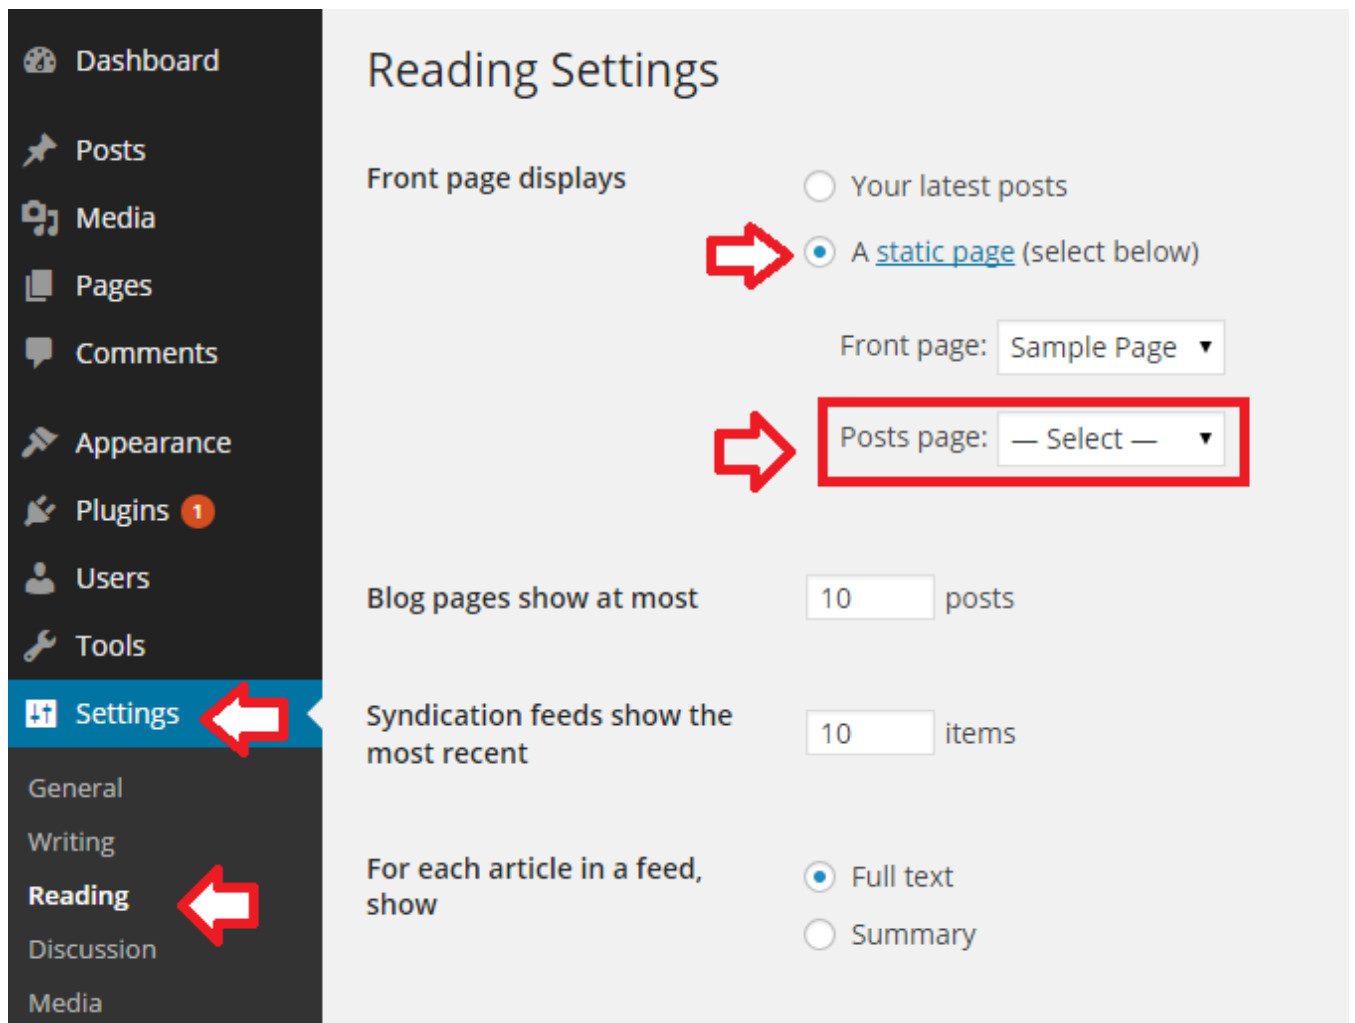 Dashboard
Posts
Media
Pages
Comments
Appearance
Plugins 1
Users
Tools
Settings
General
Writing
Reading
Discussion
Media
Reading Settings
Front page displays
Your latest posts
A static page (select below)
Front page: Sample Page
Posts page: — Select —
Blog pages show at most 10 posts
Syndication feeds show the
most recent
10 items
For each article in a feed,
show
Full text
Summary